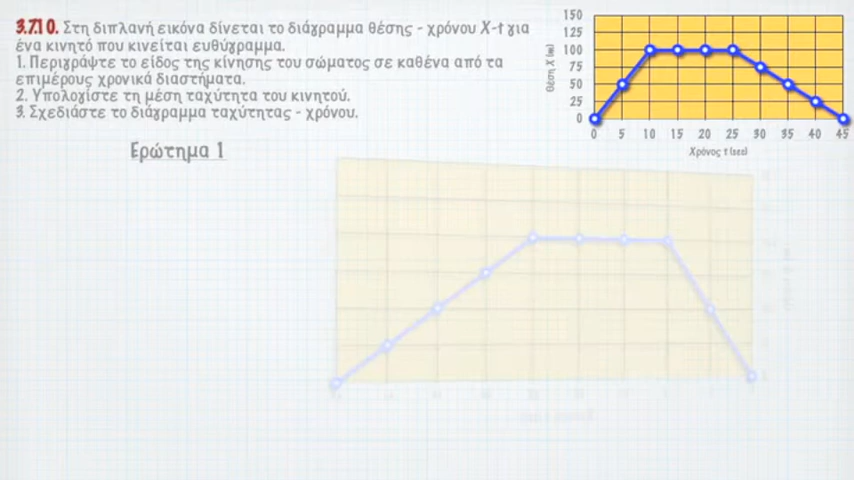 3.7.10. Στη διπλανή εικόνα δίνεται το διάγραμμα θέσης - χρόνου X-t για
ένα κινητό που κινείται ευθύγραμμα.
1. Περιγράψτε το είδος της κίνησης του σώματος σε καθένα από τα
επιμέρους χρονικά διαστήματα.
2. Υπολογίστε τη μέση ταχύτητα του κινητού.
3. Σχεδιάστε το διάγραμμα ταχύτητας - χρόνου.
Ερώτημα 1
θέση X (m)
150
125
100
75
50
25
0
0 5 10 15 20 25 30 35 40 45
Χρόνος t (sec)